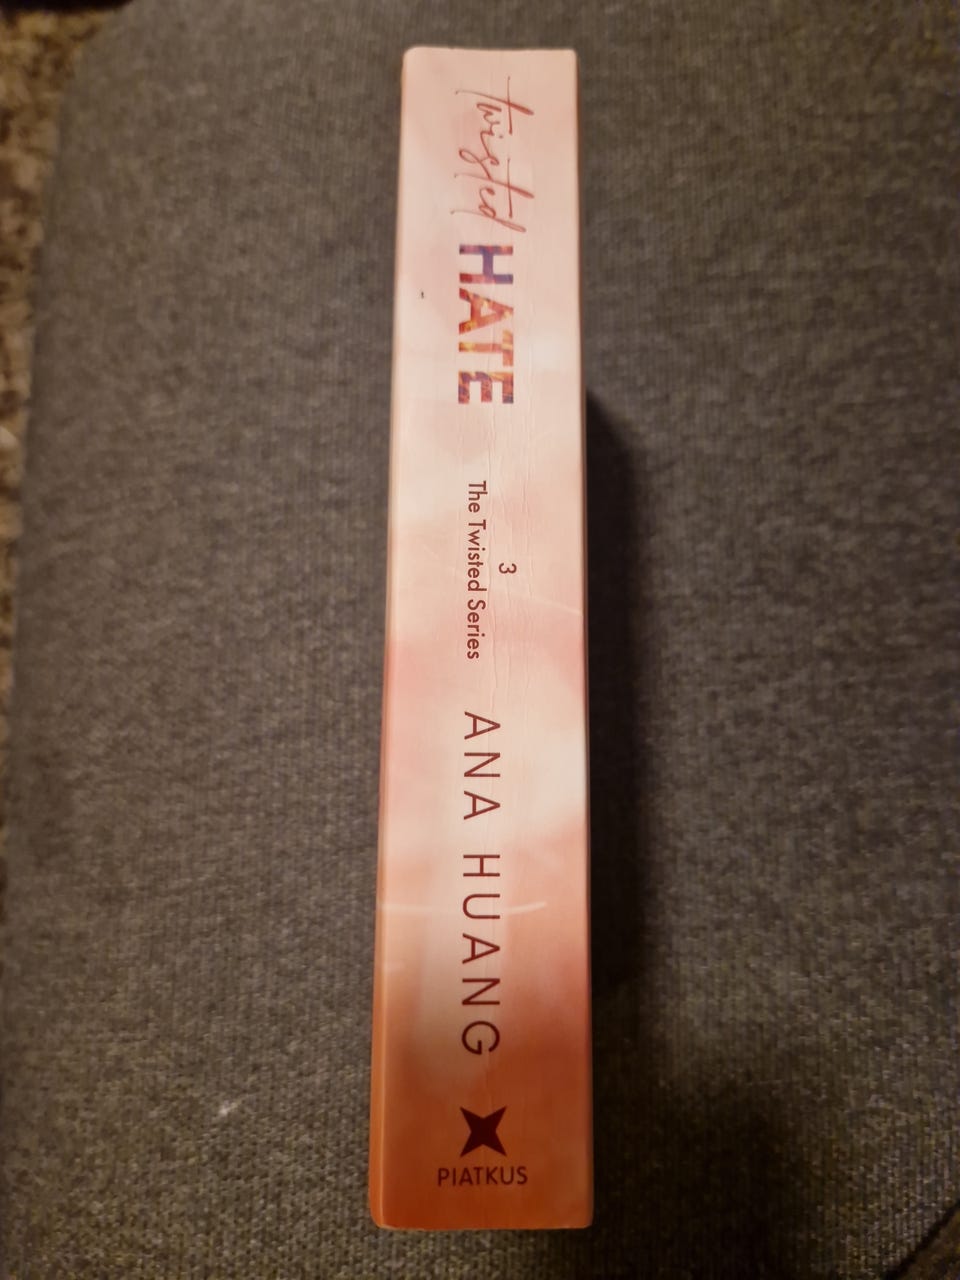 twisted HATE
3
The Twisted Series
ANA HUANG
PIATKUS